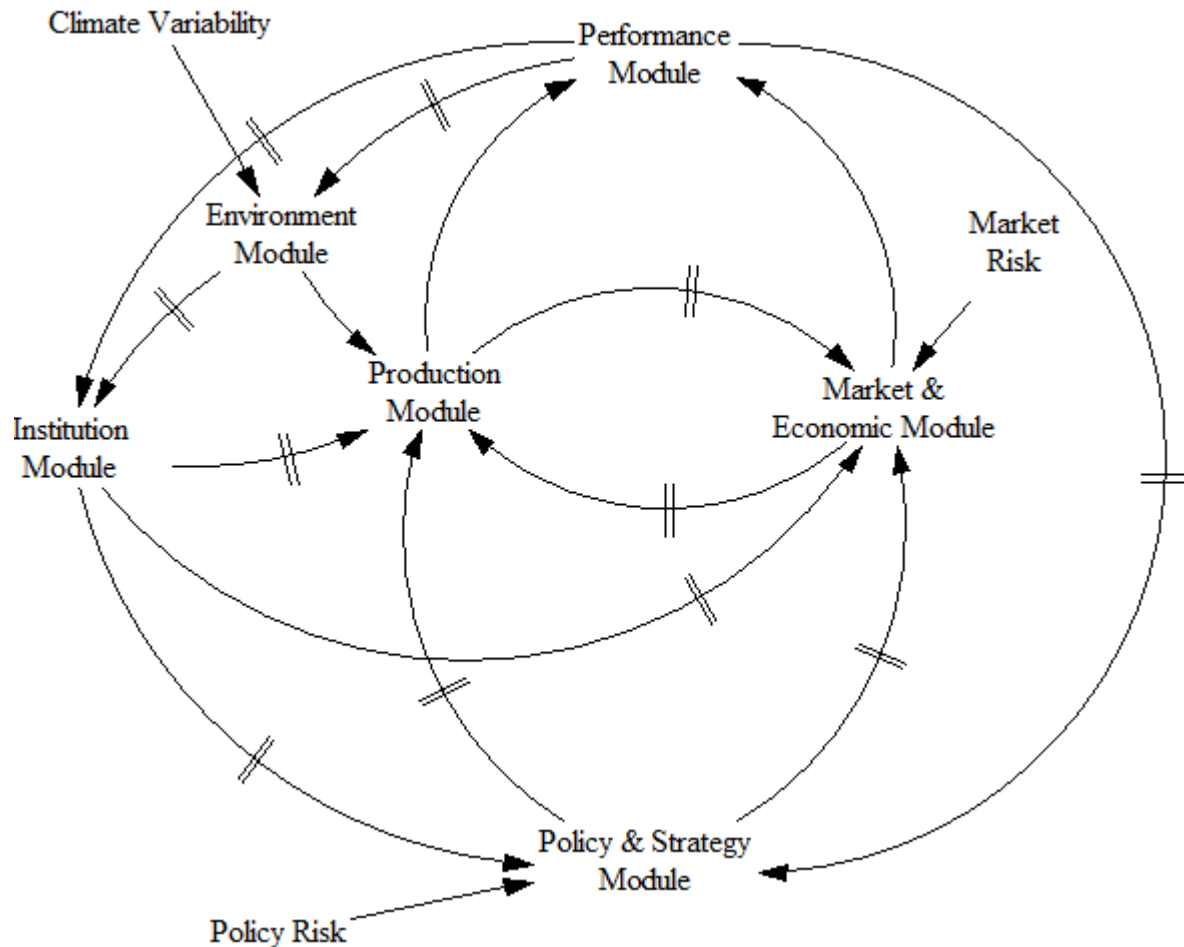 Climate Variability
Performance
Module
Environment
Module
Market
Risk
Production
Module
Market &
Economic Module
Institution
Module
Policy & Strategy
Module
Policy Risk